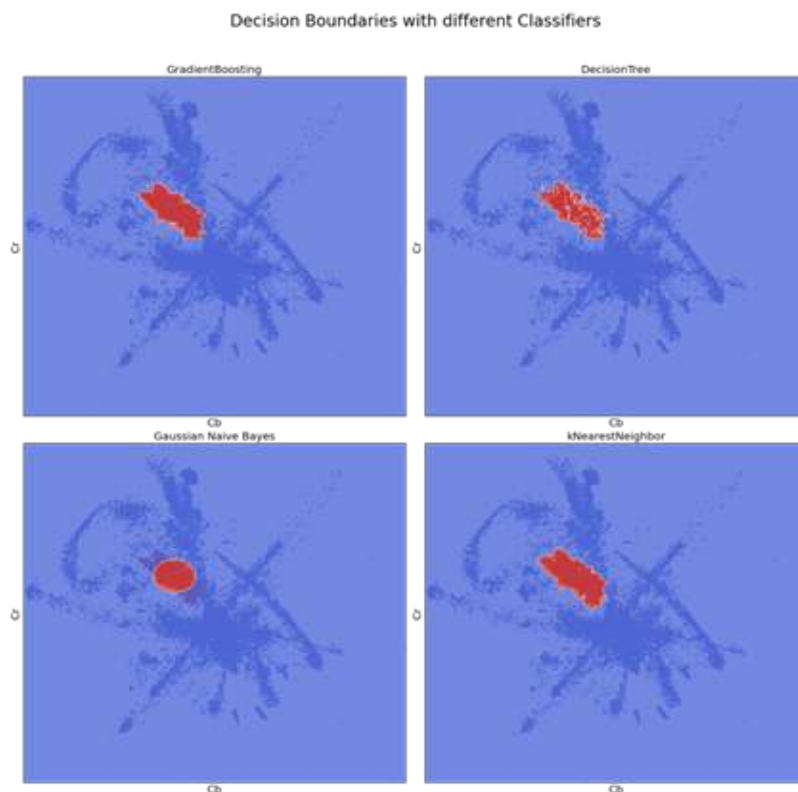 Decision Boundaries with different Classifiers
GradientBoosting
DecisionTree
Cr
Cr
Cb
Cb
Gaussian Naive Bayes
kNearestNeighbor
Cr
Cr
Cb
Cb